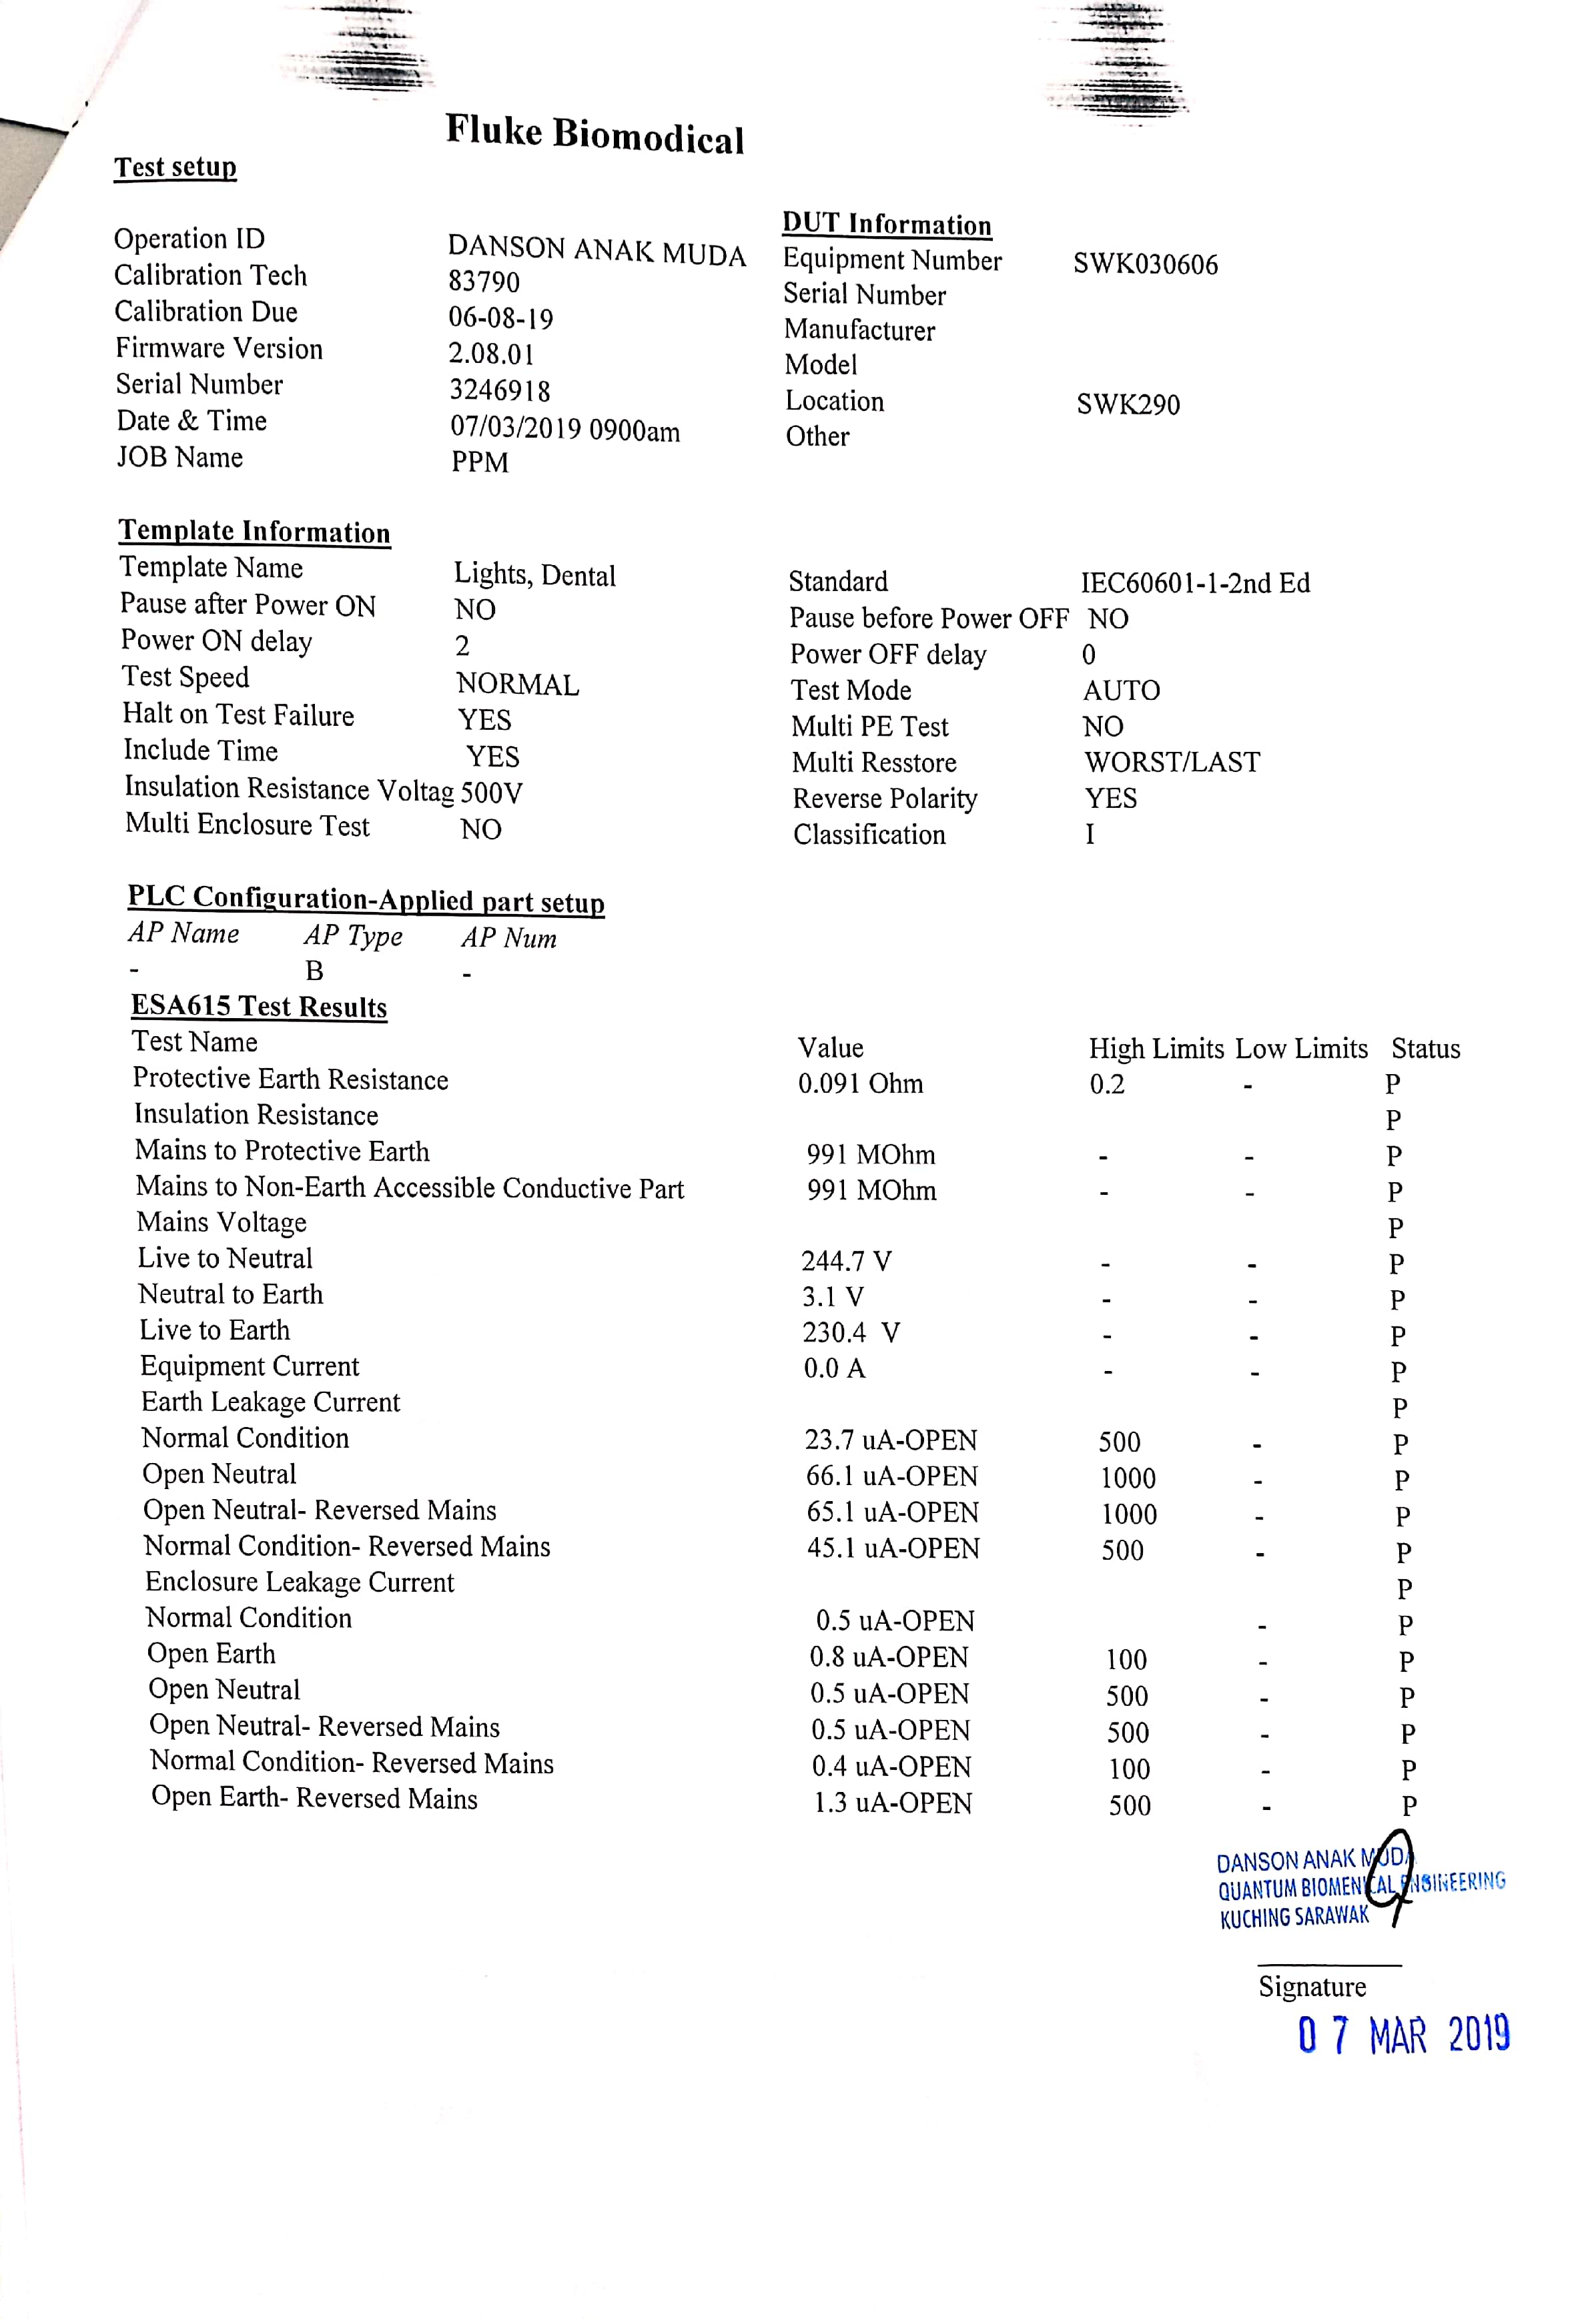 Fluke Biomodical
Test setup
Operation ID DANSON ANAK MUDA
Calibration Tech 83790
Calibration Due 06-08-19
Firmware Version 2.08.01
Serial Number 3246918
Date & Time 07/03/2019 0900am
JOB Name PPM
DUT Information
Equipment Number SWK030606
Serial Number
Manufacturer
Model
Location SWK290
Other
Template Information
Template Name Lights, Dental Standard IEC60601-1-2nd Ed
Pause after Power ON NO Pause before Power OFF NO
Power ON delay 2 Power OFF delay 0
Test Speed NORMAL Test Mode AUTO
Halt on Test Failure YES Multi PE Test NO
Include Time YES Multi Resstore WORST/LAST
Insulation Resistance Voltag 500V Reverse Polarity YES
Multi Enclosure Test NO Classification I
PLC Configuration-Applied part setup
AP Name AP Type AP Num
- B -
ESA615 Test Results
Test Name Value High Limits Low Limits Status
Protective Earth Resistance 0.091 Ohm 0.2 - P
Insulation Resistance P
Mains to Protective Earth 991 MOhm - - P
Mains to Non-Earth Accessible Conductive Part 991 MOhm - - P
Mains Voltage P
Live to Neutral 244.7 V - - P
Neutral to Earth 3.1 V - - P
Live to Earth 230.4 V - - P
Equipment Current 0.0 A - - P
Earth Leakage Current P
Normal Condition 23.7 uA-OPEN 500 - P
Open Neutral 66.1 uA-OPEN 1000 - P
Open Neutral- Reversed Mains 65.1 uA-OPEN 1000 - P
Normal Condition- Reversed Mains 45.1 uA-OPEN 500 - P
Enclosure Leakage Current P
Normal Condition 0.5 uA-OPEN - P
Open Earth 0.8 uA-OPEN 100 - P
Open Neutral 0.5 uA-OPEN 500 - P
Open Neutral- Reversed Mains 0.5 uA-OPEN 500 - P
Normal Condition- Reversed Mains 0.4 uA-OPEN 100 - P
Open Earth- Reversed Mains 1.3 uA-OPEN 500 - P
DANSON ANAK MUDA
QUANTUM BIOMENICAL ENGINEERING
KUCHING SARAWAK
Signature
07 MAR 2019